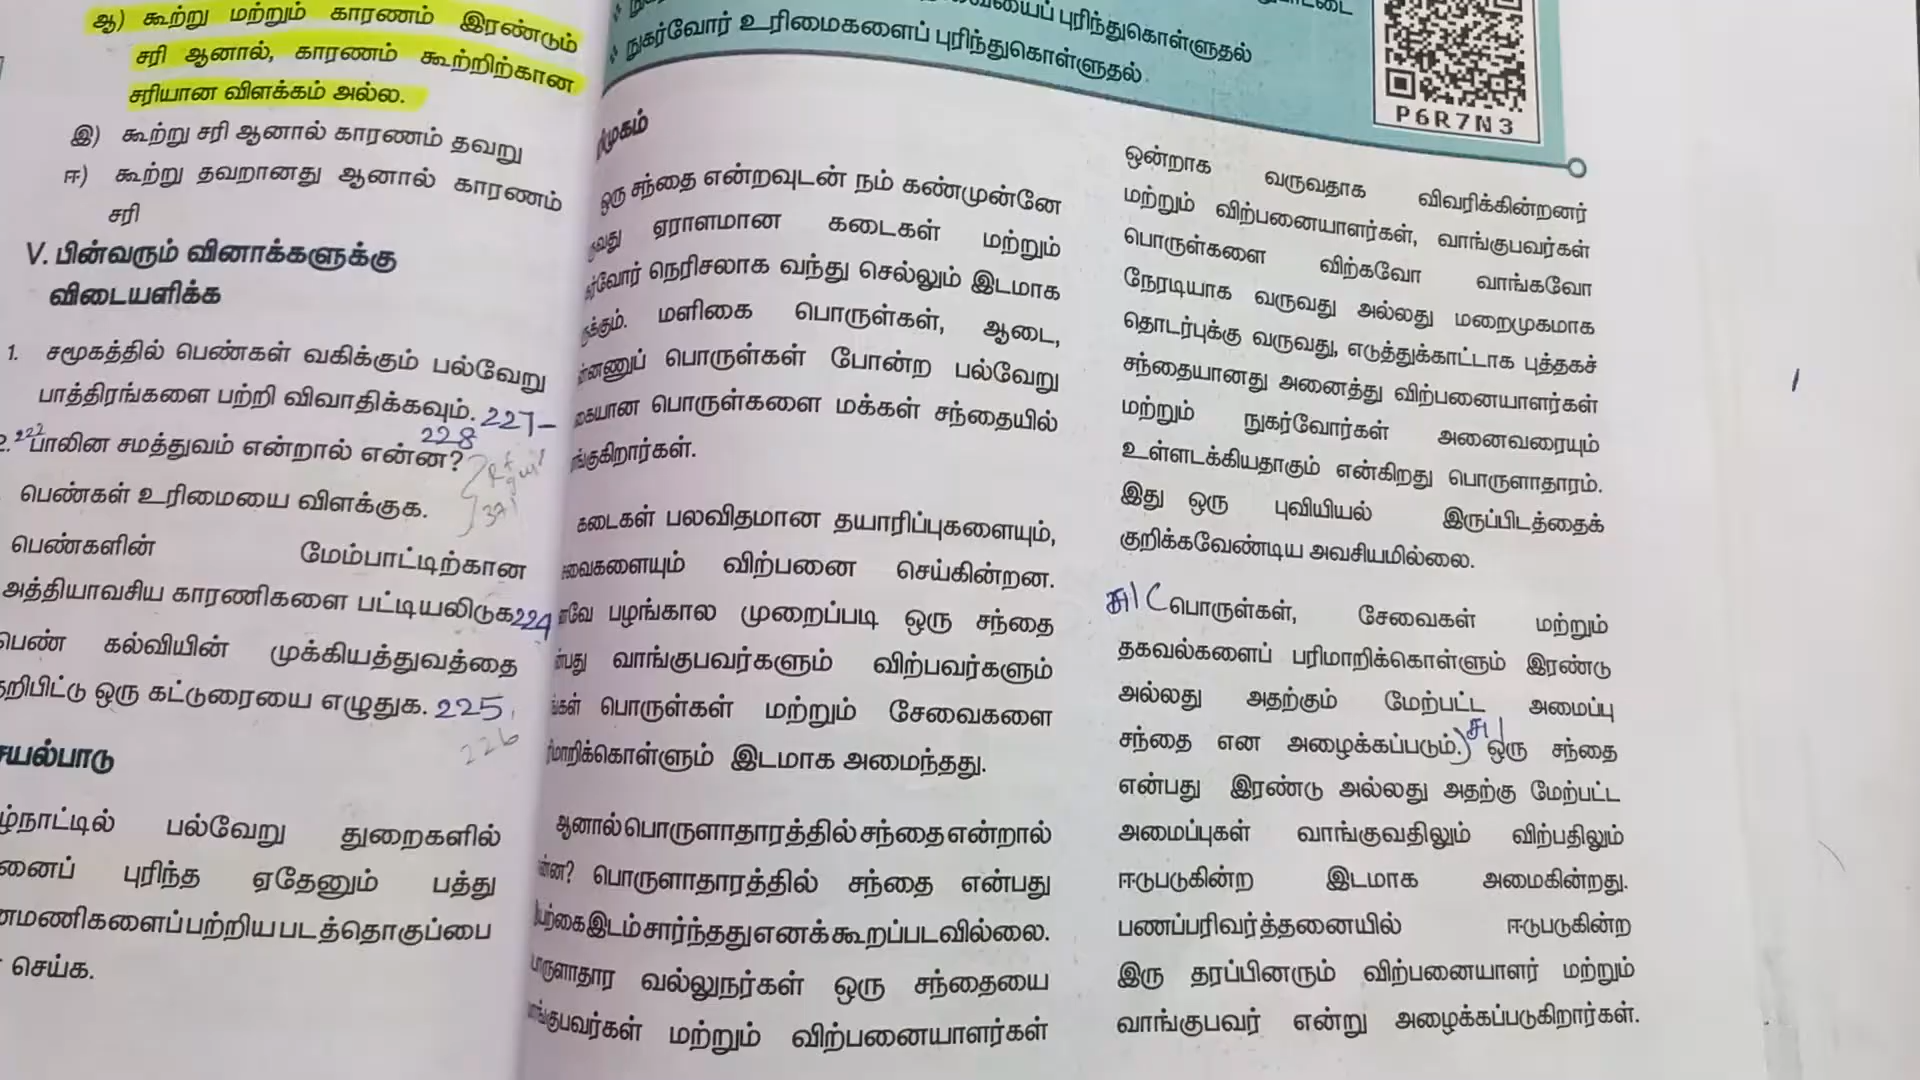 ஆ) கூற்று மற்றும் காரணம் இரண்டும்
சரி ஆனால், காரணம் கூற்றிற்கான
சரியான விளக்கம் அல்ல.
இ) கூற்று சரி ஆனால் காரணம் தவறு
ஈ) கூற்று தவறானது ஆனால் காரணம்
சரி
V. பின்வரும் வினாக்களுக்கு
விடையளிக்க
1. சமூகத்தில் பெண்கள் வகிக்கும் பல்வேறு
பாத்திரங்களை பற்றி விவாதிக்கவும். 227-
228
222 பாலின சமத்துவம் என்றால் என்ன?
பெண்கள் உரிமையை விளக்குக.
பெண்களின் மேம்பாட்டிற்கான
அத்தியாவசிய காரணிகளை பட்டியலிடுக 224
பெண் கல்வியின் முக்கியத்துவத்தை
ஒரு கட்டுரையை எழுதுக. 225,
226
பல்வேறு துறைகளில்
புரிந்த ஏதேனும் பத்து
செய்க.
புரிந்துகொள்ளுதல்
நுகர்வோர் உரிமைகளைப் புரிந்துகொள்ளுதல்
P6R7N3
ஒரு சந்தை என்றவுடன் நம் கண்முன்னே
ஏராளமான கடைகள் மற்றும்
நெரிசலாக வந்து செல்லும் இடமாக
மளிகை பொருள்கள், ஆடை,
பொருள்கள் போன்ற பல்வேறு
பொருள்களை மக்கள் சந்தையில்
கடைகள் பலவிதமான தயாரிப்புகளையும்,
விற்பனை செய்கின்றன.
பழங்கால முறைப்படி ஒரு சந்தை
வாங்குபவர்களும் விற்பவர்களும்
பொருள்கள் மற்றும் சேவைகளை
இடமாக அமைந்தது.
ஆனால் பொருளாதாரத்தில் சந்தை என்றால்
பொருளாதாரத்தில் சந்தை என்பது
இடம் சார்ந்தது எனக் கூறப்படவில்லை.
வல்லுநர்கள் ஒரு சந்தையை
மற்றும் விற்பனையாளர்கள்
ஒன்றாக வருவதாக விவரிக்கின்றனர்
மற்றும் விற்பனையாளர்கள், வாங்குபவர்கள்
பொருள்களை விற்கவோ வாங்கவோ
நேரடியாக வருவது அல்லது மறைமுகமாக
தொடர்புக்கு வருவது, எடுத்துக்காட்டாக புத்தகச்
சந்தையானது அனைத்து விற்பனையாளர்கள்
மற்றும் நுகர்வோர்கள் அனைவரையும்
உள்ளடக்கியதாகும் என்கிறது பொருளாதாரம்.
இது ஒரு புவியியல் இருப்பிடத்தைக்
குறிக்கவேண்டிய அவசியமில்லை.
பொருள்கள், சேவைகள் மற்றும்
தகவல்களைப் பரிமாறிக்கொள்ளும் இரண்டு
அல்லது அதற்கும் மேற்பட்ட அமைப்பு
சந்தை என அழைக்கப்படும். ஒரு சந்தை
என்பது இரண்டு அல்லது அதற்கு மேற்பட்ட
அமைப்புகள் வாங்குவதிலும் விற்பதிலும்
ஈடுபடுகின்ற இடமாக அமைகின்றது.
பணப்பரிவர்த்தனையில் ஈடுபடுகின்ற
இரு தரப்பினரும் விற்பனையாளர் மற்றும்
வாங்குபவர் என்று அழைக்கப்படுகிறார்கள்.